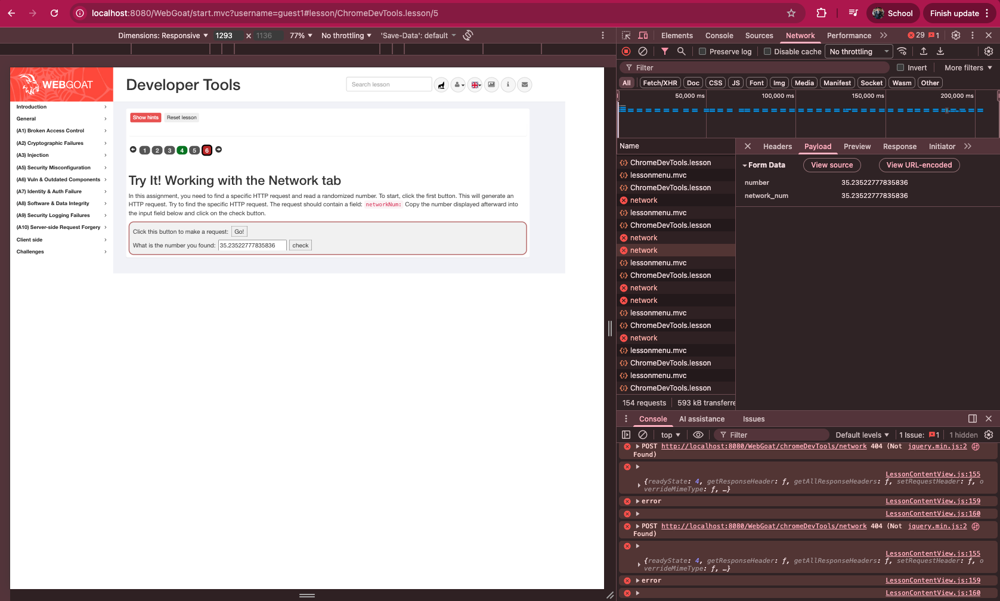 localhost:8080/WebGoat/start.mvc?username=guest1#lesson/ChromeDevTools.lesson/5
School
Finish update
Dimensions: Responsive 1293 x 1136 77% No throttling 'Save-Data': default
WEBGOAT
Developer Tools
Search lesson
Introduction
General
(A1) Broken Access Control
(A2) Cryptographic Failures
(A3) Injection
(A5) Security Misconfiguration
(A6) Vuln & Outdated Components
(A7) Identity & Auth Failure
(A8) Software & Data Integrity
(A9) Security Logging Failures
(A10) Server-side Request Forgery
Client side
Challenges
Show hints Reset lesson
1 2 3 4 5 6
Try It! Working with the Network tab
In this assignment, you need to find a specific HTTP request and read a randomized number. To start, click the first button. This will generate an
HTTP request. Try to find the specific HTTP request. The request should contain a field: networkNum: Copy the number displayed afterward into
the input field below and click on the check button.
Click this button to make a request: Go!
What is the number you found: 35.23522777835836 check
Elements Console Sources Network Performance 29 1
Preserve log Disable cache No throttling
Filter Invert More filters
All Fetch/XHR Doc CSS JS Font Img Media Manifest Socket Wasm Other
50,000 ms 100,000 ms 150,000 ms 200,000 ms
Name
ChromeDevTools.lesson
lessonmenu.mvc
ChromeDevTools.lesson
network
lessonmenu.mvc
ChromeDevTools.lesson
network
network
lessonmenu.mvc
ChromeDevTools.lesson
network
network
lessonmenu.mvc
ChromeDevTools.lesson
network
lessonmenu.mvc
ChromeDevTools.lesson
lessonmenu.mvc
ChromeDevTools.lesson
154 requests 593 kB transferre
Headers Payload Preview Response Initiator
Form Data View source View URL-encoded
number 35.23522777835836
network_num 35.23522777835836
Console AI assistance Issues
top Filter Default levels 1 Issue: 1 1 hidden
POST http://localhost:8080/WebGoat/chromeDevTools/network 404 (Not jquery.min.js:2
Found)
LessonContentView.js:155
{readyState: 4, getResponseHeader: ƒ, getAllResponseHeaders: ƒ, setRequestHeader: ƒ, o
verrideMimeType: ƒ, …}
error LessonContentView.js:159
LessonContentView.js:160
POST http://localhost:8080/WebGoat/chromeDevTools/network 404 (Not jquery.min.js:2
Found)
LessonContentView.js:155
{readyState: 4, getResponseHeader: ƒ, getAllResponseHeaders: ƒ, setRequestHeader: ƒ, o
verrideMimeType: ƒ, …}
error LessonContentView.js:159
LessonContentView.js:160